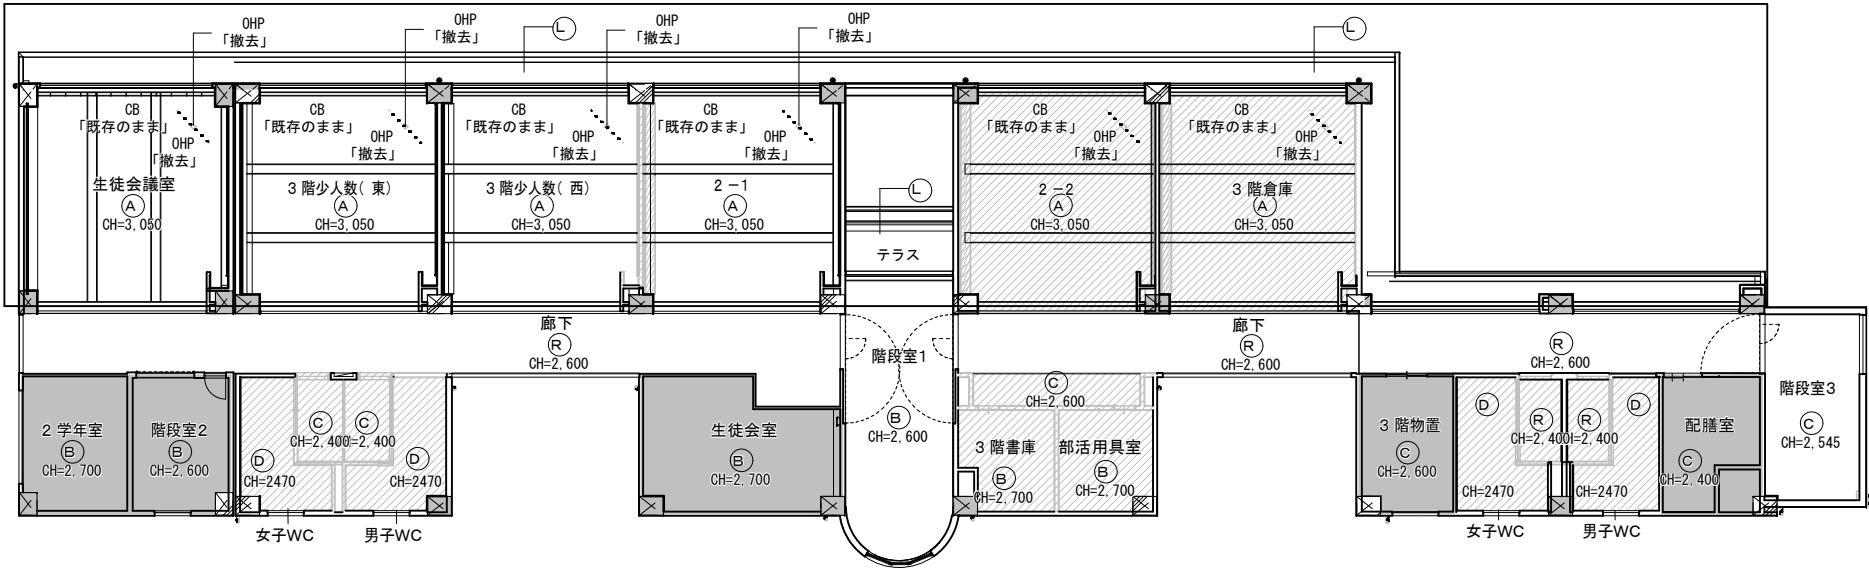 OHP
「撤去」
OHP
「撤去」
L
OHP
「撤去」
OHP
「撤去」
L
CB
「既存のまま」
OHP
「撤去」
生徒会議室
A
CH=3,050
CB
「既存のまま」
OHP
「撤去」
3階少人数(東)
A
CH=3,050
CB
「既存のまま」
OHP
「撤去」
3階少人数(西)
A
CH=3,050
CB
「既存のまま」
OHP
「撤去」
2-1
A
CH=3,050
L
テラス
CB
「既存のまま」
OHP
「撤去」
2-2
A
CH=3,050
CB
「既存のまま」
OHP
「撤去」
3階倉庫
A
CH=3,050
廊下
R
CH=2,600
階段室1
B
CH=2,600
廊下
R
CH=2,600
R
CH=2,600
2学年室
B
CH=2,700
階段室2
B
CH=2,600
D
CH=2470
C
CH=2,400
C
CH=2,400
D
CH=2470
女子WC
男子WC
生徒会室
B
CH=2,700
C
CH=2,600
3階書庫
B
CH=2,700
部活用具室
B
CH=2,700
3階物置
C
CH=2,600
D
CH=2470
R
CH=2,400
R
CH=2,400
D
CH=2470
女子WC
男子WC
配膳室
C
CH=2,400
階段室3
C
CH=2,545